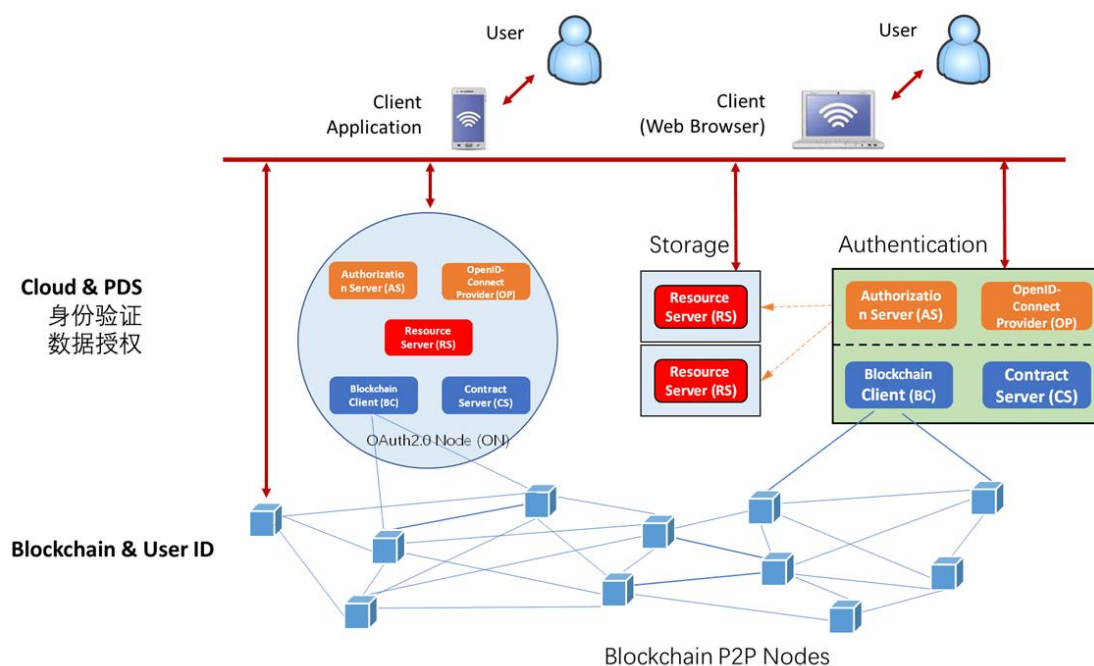 User
User
Client
Application
Client
(Web Browser)
Cloud & PDS
身份验证
数据授权
Authorizatio
n Server (AS)
OpenID-
Connect
Provider (OP)
Resource
Server (RS)
Blockchain
Client (BC)
Contract
Server (CS)
OAuth2.0 Node (ON)
Storage
Resource
Server (RS)
Resource
Server (RS)
Authentication
Authorizatio
n Server (AS)
OpenID-
Connect
Provider (OP)
Blockchain
Client (BC)
Contract
Server (CS)
Blockchain & User ID
Blockchain P2P Nodes